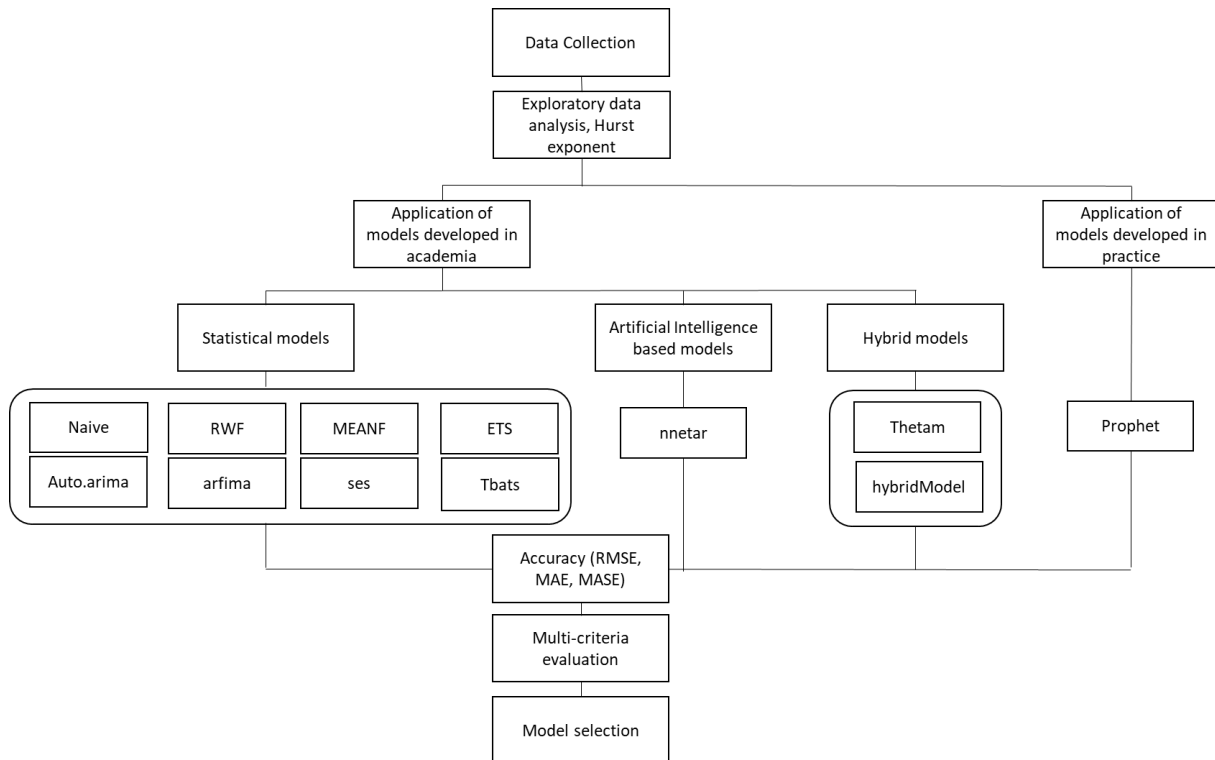 Data Collection
Exploratory data
analysis, Hurst
exponent
Application of
models developed in
academia
Application of
models developed in
practice
Statistical models
Artificial Intelligence
based models
Hybrid models
Naive
RWF
MEANF
ETS
Auto.arima
arfima
ses
Tbats
nnetar
Thetam
hybridModel
Prophet
Accuracy (RMSE,
MAE, MASE)
Multi-criteria
evaluation
Model selection